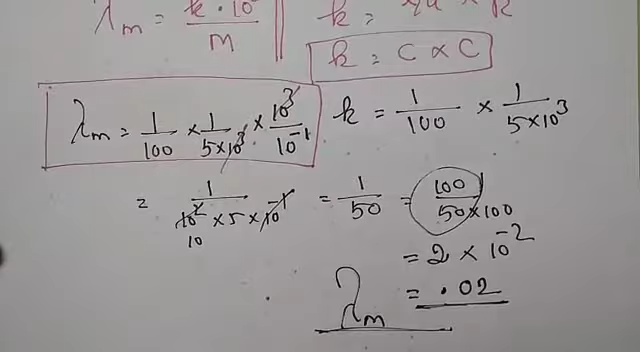 λm = k·10³ / M
k =
k = C × C
λm = 1/100 × 1/5×10³ × 10³/10⁻¹
k = 1/100 × 1/5×10³
= 1/10²×5×10⁻¹ = 1/50 = 100/50×100
10
= 2 × 10⁻²
λm = .02